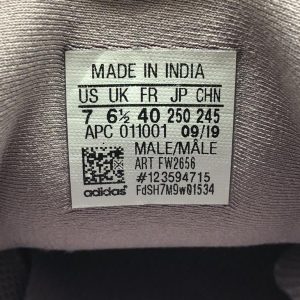 MADE IN INDIA
US UK FR JP CHN
7 6½ 40 250 245
APC 011001 09/19
MALE/MÂLE
ART FW2656
#123594715
adidas® FdSH7M9w01534